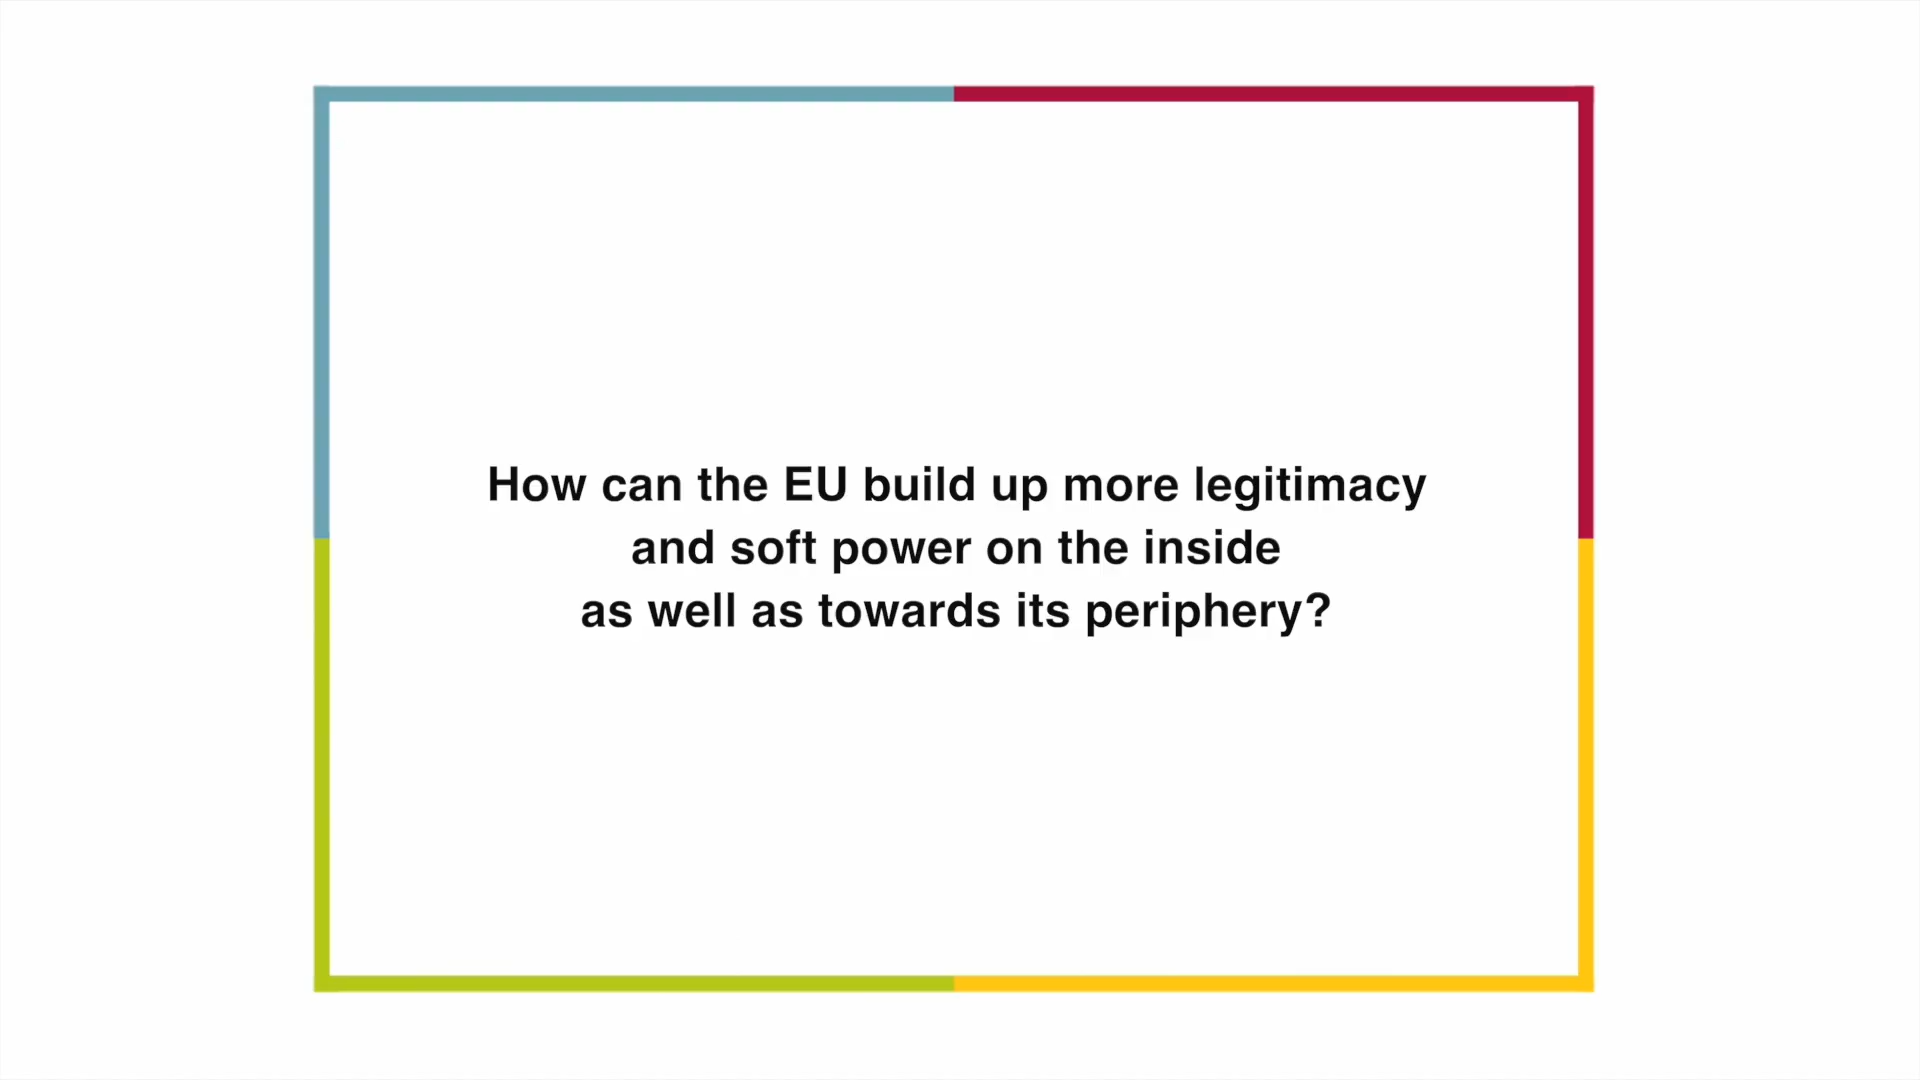 How can the EU build up more legitimacy
and soft power on the inside
as well as towards its periphery?